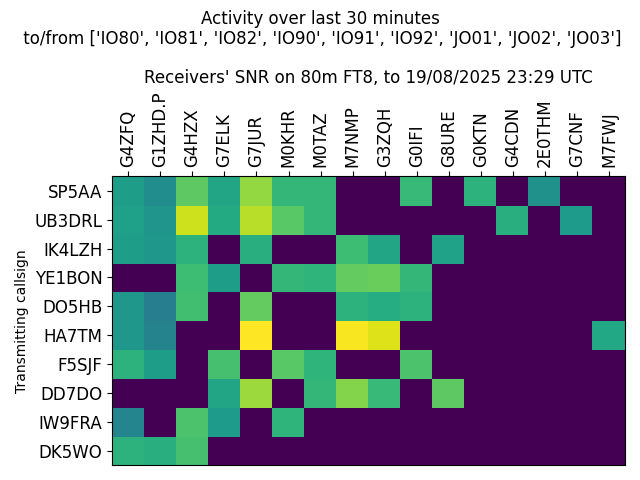 Activity over last 30 minutes
to/from ['IO80', 'IO81', 'IO82', 'IO90', 'IO91', 'IO92', 'JO01', 'JO02', 'JO03']
Receivers' SNR on 80m FT8, to 19/08/2025 23:29 UTC
G4ZFQ
G1ZHD.P
G4HZX
G7ELK
G7JUR
M0KHR
M0TAZ
M7NMP
G3ZQH
G0IFI
G8URE
G0KTN
G4CDN
2E0THM
G7CNF
M7FWJ
Transmitting callsign
SP5AA
UB3DRL
IK4LZH
YE1BON
DO5HB
HA7TM
F5SJF
DD7DO
IW9FRA
DK5WO